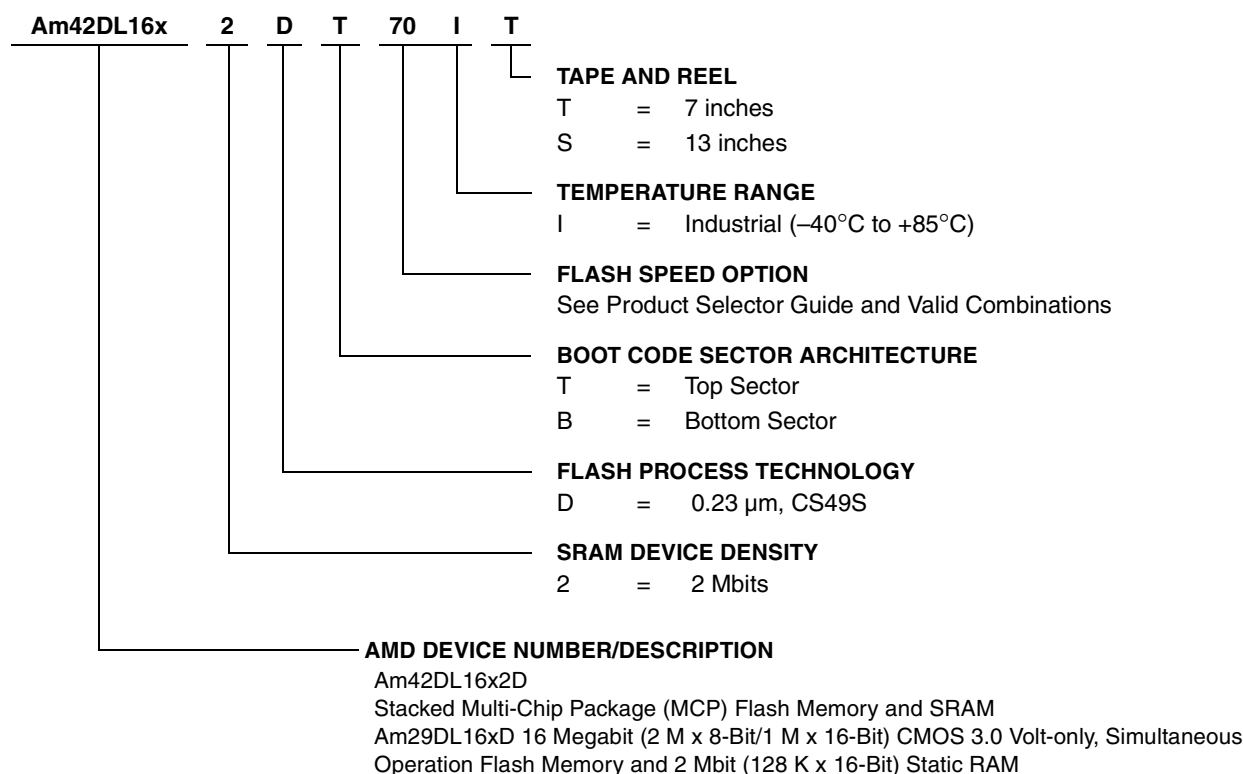 Am42DL16x 2 D T 70 I T
TAPE AND REEL
T = 7 inches
S = 13 inches
TEMPERATURE RANGE
I = Industrial (–40°C to +85°C)
FLASH SPEED OPTION
See Product Selector Guide and Valid Combinations
BOOT CODE SECTOR ARCHITECTURE
T = Top Sector
B = Bottom Sector
FLASH PROCESS TECHNOLOGY
D = 0.23 µm, CS49S
SRAM DEVICE DENSITY
2 = 2 Mbits
AMD DEVICE NUMBER/DESCRIPTION
Am42DL16x2D
Stacked Multi-Chip Package (MCP) Flash Memory and SRAM
Am29DL16xD 16 Megabit (2 M x 8-Bit/1 M x 16-Bit) CMOS 3.0 Volt-only, Simultaneous
Operation Flash Memory and 2 Mbit (128 K x 16-Bit) Static RAM